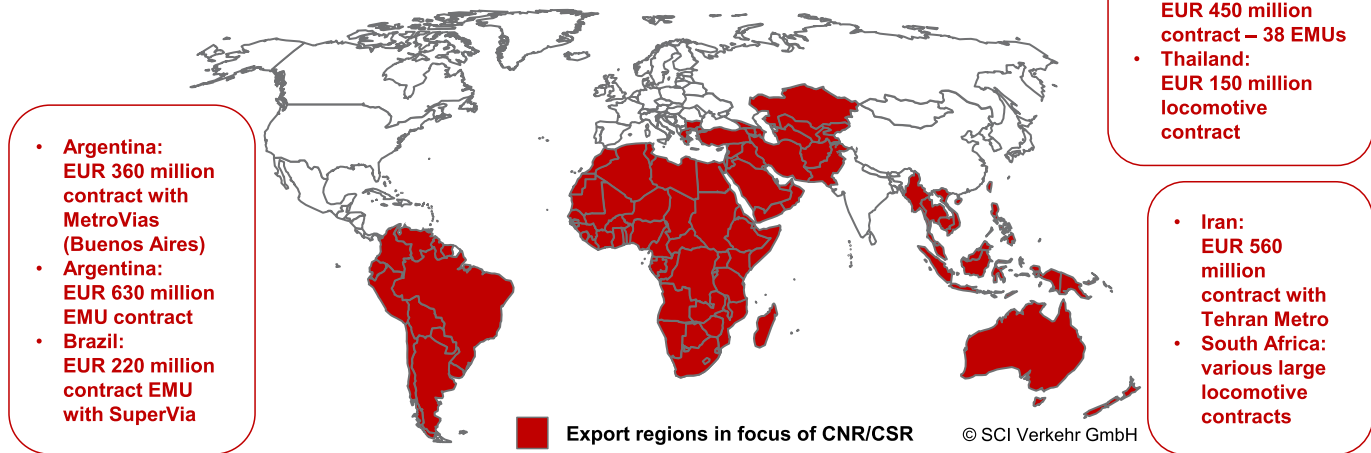 • Argentina:
EUR 360 million
contract with
MetroVias
(Buenos Aires)
• Argentina:
EUR 630 million
EMU contract
• Brazil:
EUR 220 million
contract EMU
with SuperVia
EUR 450 million
contract – 38 EMUs
• Thailand:
EUR 150 million
locomotive
contract
• Iran:
EUR 560
million
contract with
Tehran Metro
• South Africa:
various large
locomotive
contracts
Export regions in focus of CNR/CSR
© SCI Verkehr GmbH